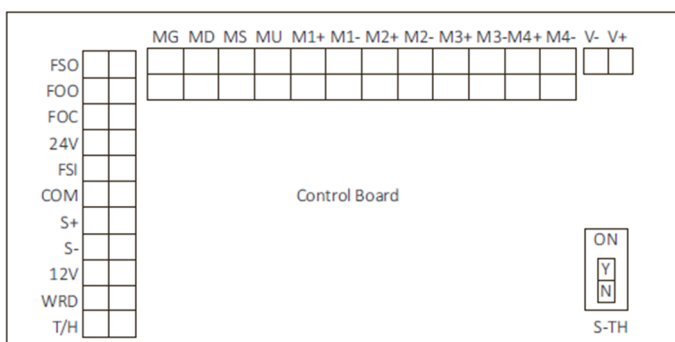 MG MD MS MU M1+ M1- M2+ M2- M3+ M3- M4+ M4- V- V+
FSO
FOO
FOC
24V
FSI
COM
Control Board
S+
S-
ON
12V
Y
WRD
N
T/H
S-TH